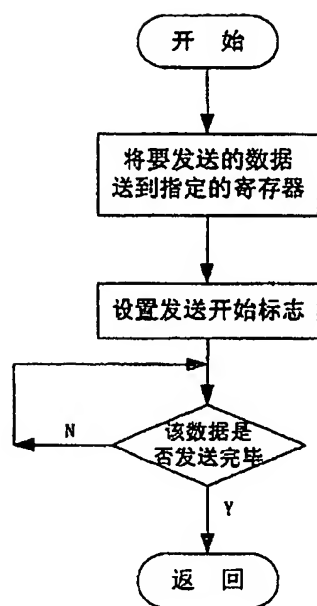 开 始
将要发送的数据
送到指定的寄存器
设置发送开始标志
N
该数据是
否发送完毕
Y
返 回